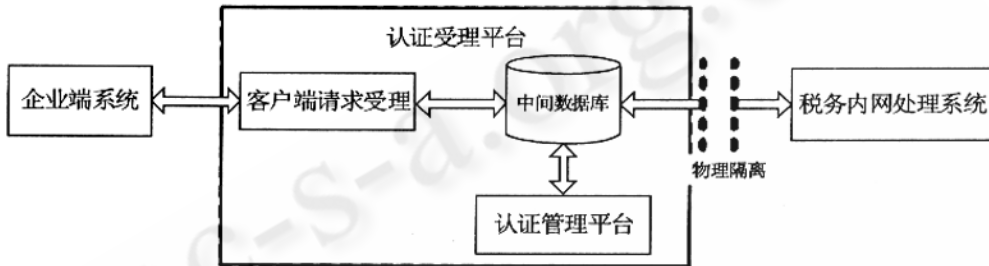 认证受理平台
企业端系统
客户端请求受理
中间数据库
税务内网处理系统
物理隔离
认证管理平台
c-s-a.org.